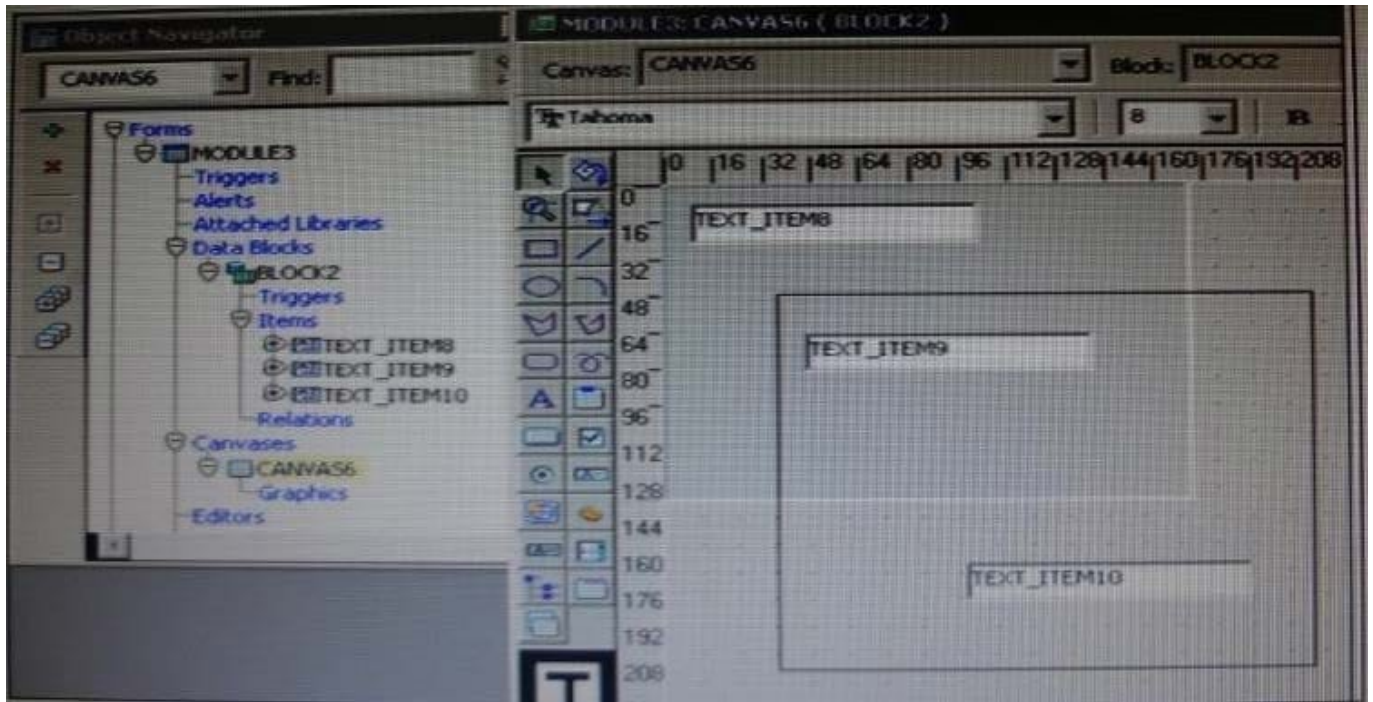 Object Navigator
CANVAS6
Find:
Forms
MODULE3
Triggers
Alerts
Attached Libraries
Data Blocks
BLOCK2
Triggers
Items
TEXT_ITEM8
TEXT_ITEM9
TEXT_ITEM10
Relations
Canvases
CANVAS6
Graphics
Editors
MODULE3: CANVAS6 ( BLOCK2 )
Canvas: CANVAS6 Block: BLOCK2
Tahoma 8 B
0 16 32 48 64 80 96 112 128 144 160 176 192 208
0
16
32
48
64
80
96
112
128
144
160
176
192
208
TEXT_ITEM8
TEXT_ITEM9
TEXT_ITEM10
A
T